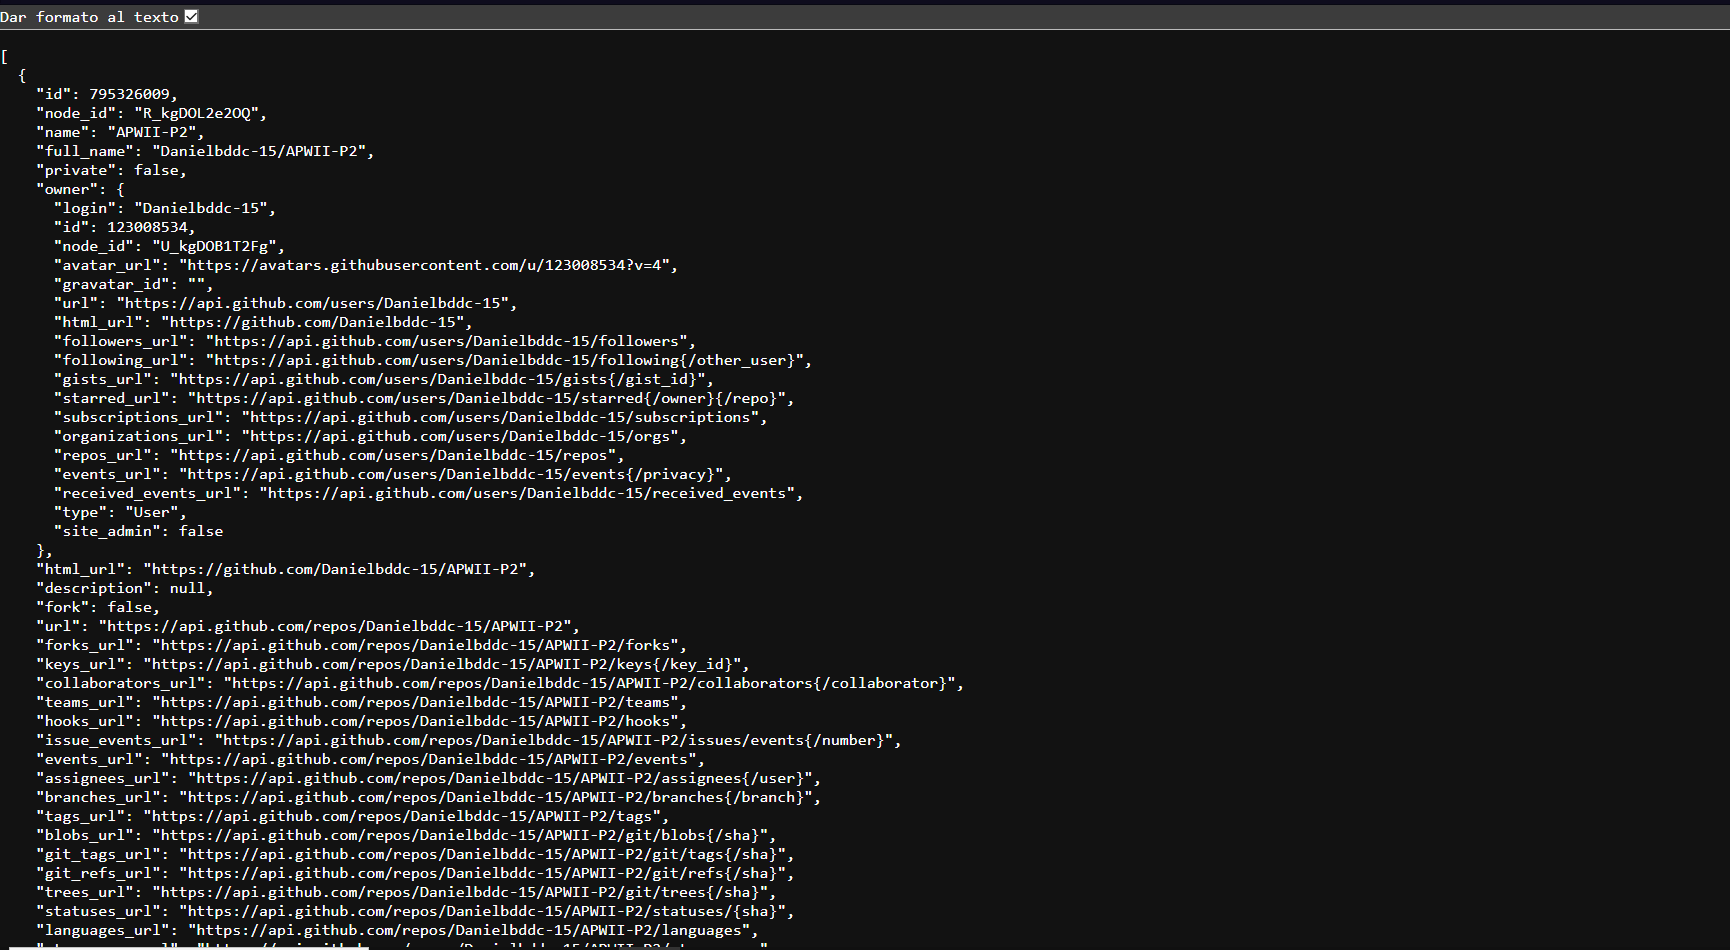 Dar formato al texto
[
  {
    "id": 795326009,
    "node_id": "R_kgDOL2e2OQ",
    "name": "APWII-P2",
    "full_name": "Danielbddc-15/APWII-P2",
    "private": false,
    "owner": {
      "login": "Danielbddc-15",
      "id": 123008534,
      "node_id": "U_kgDOB1T2Fg",
      "avatar_url": "https://avatars.githubusercontent.com/u/123008534?v=4",
      "gravatar_id": "",
      "url": "https://api.github.com/users/Danielbddc-15",
      "html_url": "https://github.com/Danielbddc-15",
      "followers_url": "https://api.github.com/users/Danielbddc-15/followers",
      "following_url": "https://api.github.com/users/Danielbddc-15/following{/other_user}",
      "gists_url": "https://api.github.com/users/Danielbddc-15/gists{/gist_id}",
      "starred_url": "https://api.github.com/users/Danielbddc-15/starred{/owner}{/repo}",
      "subscriptions_url": "https://api.github.com/users/Danielbddc-15/subscriptions",
      "organizations_url": "https://api.github.com/users/Danielbddc-15/orgs",
      "repos_url": "https://api.github.com/users/Danielbddc-15/repos",
      "events_url": "https://api.github.com/users/Danielbddc-15/events{/privacy}",
      "received_events_url": "https://api.github.com/users/Danielbddc-15/received_events",
      "type": "User",
      "site_admin": false
    },
    "html_url": "https://github.com/Danielbddc-15/APWII-P2",
    "description": null,
    "fork": false,
    "url": "https://api.github.com/repos/Danielbddc-15/APWII-P2",
    "forks_url": "https://api.github.com/repos/Danielbddc-15/APWII-P2/forks",
    "keys_url": "https://api.github.com/repos/Danielbddc-15/APWII-P2/keys{/key_id}",
    "collaborators_url": "https://api.github.com/repos/Danielbddc-15/APWII-P2/collaborators{/collaborator}",
    "teams_url": "https://api.github.com/repos/Danielbddc-15/APWII-P2/teams",
    "hooks_url": "https://api.github.com/repos/Danielbddc-15/APWII-P2/hooks",
    "issue_events_url": "https://api.github.com/repos/Danielbddc-15/APWII-P2/issues/events{/number}",
    "events_url": "https://api.github.com/repos/Danielbddc-15/APWII-P2/events",
    "assignees_url": "https://api.github.com/repos/Danielbddc-15/APWII-P2/assignees{/user}",
    "branches_url": "https://api.github.com/repos/Danielbddc-15/APWII-P2/branches{/branch}",
    "tags_url": "https://api.github.com/repos/Danielbddc-15/APWII-P2/tags",
    "blobs_url": "https://api.github.com/repos/Danielbddc-15/APWII-P2/git/blobs{/sha}",
    "git_tags_url": "https://api.github.com/repos/Danielbddc-15/APWII-P2/git/tags{/sha}",
    "git_refs_url": "https://api.github.com/repos/Danielbddc-15/APWII-P2/git/refs{/sha}",
    "trees_url": "https://api.github.com/repos/Danielbddc-15/APWII-P2/git/trees{/sha}",
    "statuses_url": "https://api.github.com/repos/Danielbddc-15/APWII-P2/statuses/{sha}",
    "languages_url": "https://api.github.com/repos/Danielbddc-15/APWII-P2/languages",